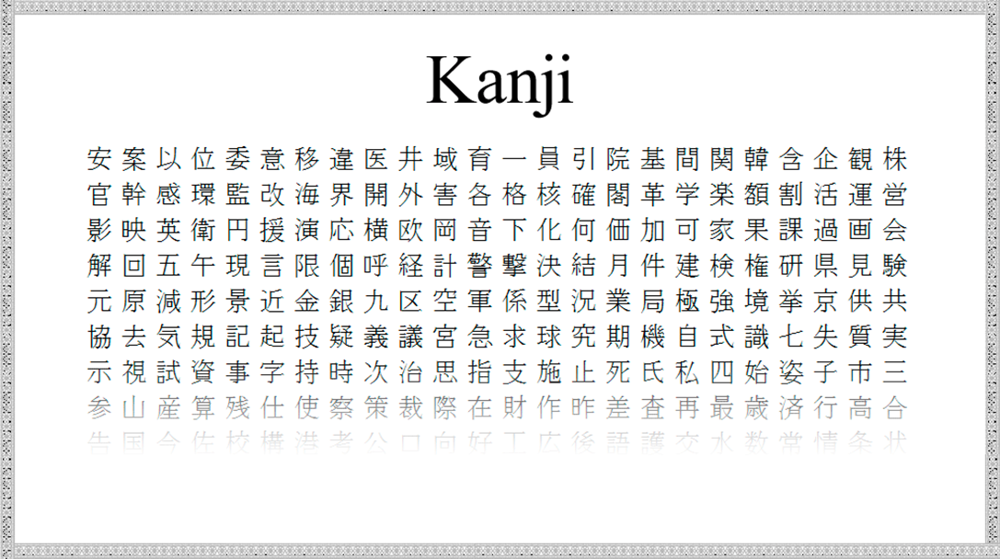 Kanji
安案以位委意移違医井域育一員引院基間関韓含企観株
官幹感環監改海界開外害各格核確閣革学楽額割活運営
影映英衛円援演応横欧岡音下化何価加可家果課過画会
解回五午現言限個呼経計警撃決結月件建検権研県見験
元原減形景近金銀九区空軍係型況業局極強境挙京供共
協去気規記起技疑義議宮急求球究期機自式識七失質実
示視試資事字持時次治思指支施止死氏私四始姿子市三
参山産算残仕使察策裁際在財作昨差査再最歳済行高合
告国今佐校構港考公口向好工広後語護交水数常情条状